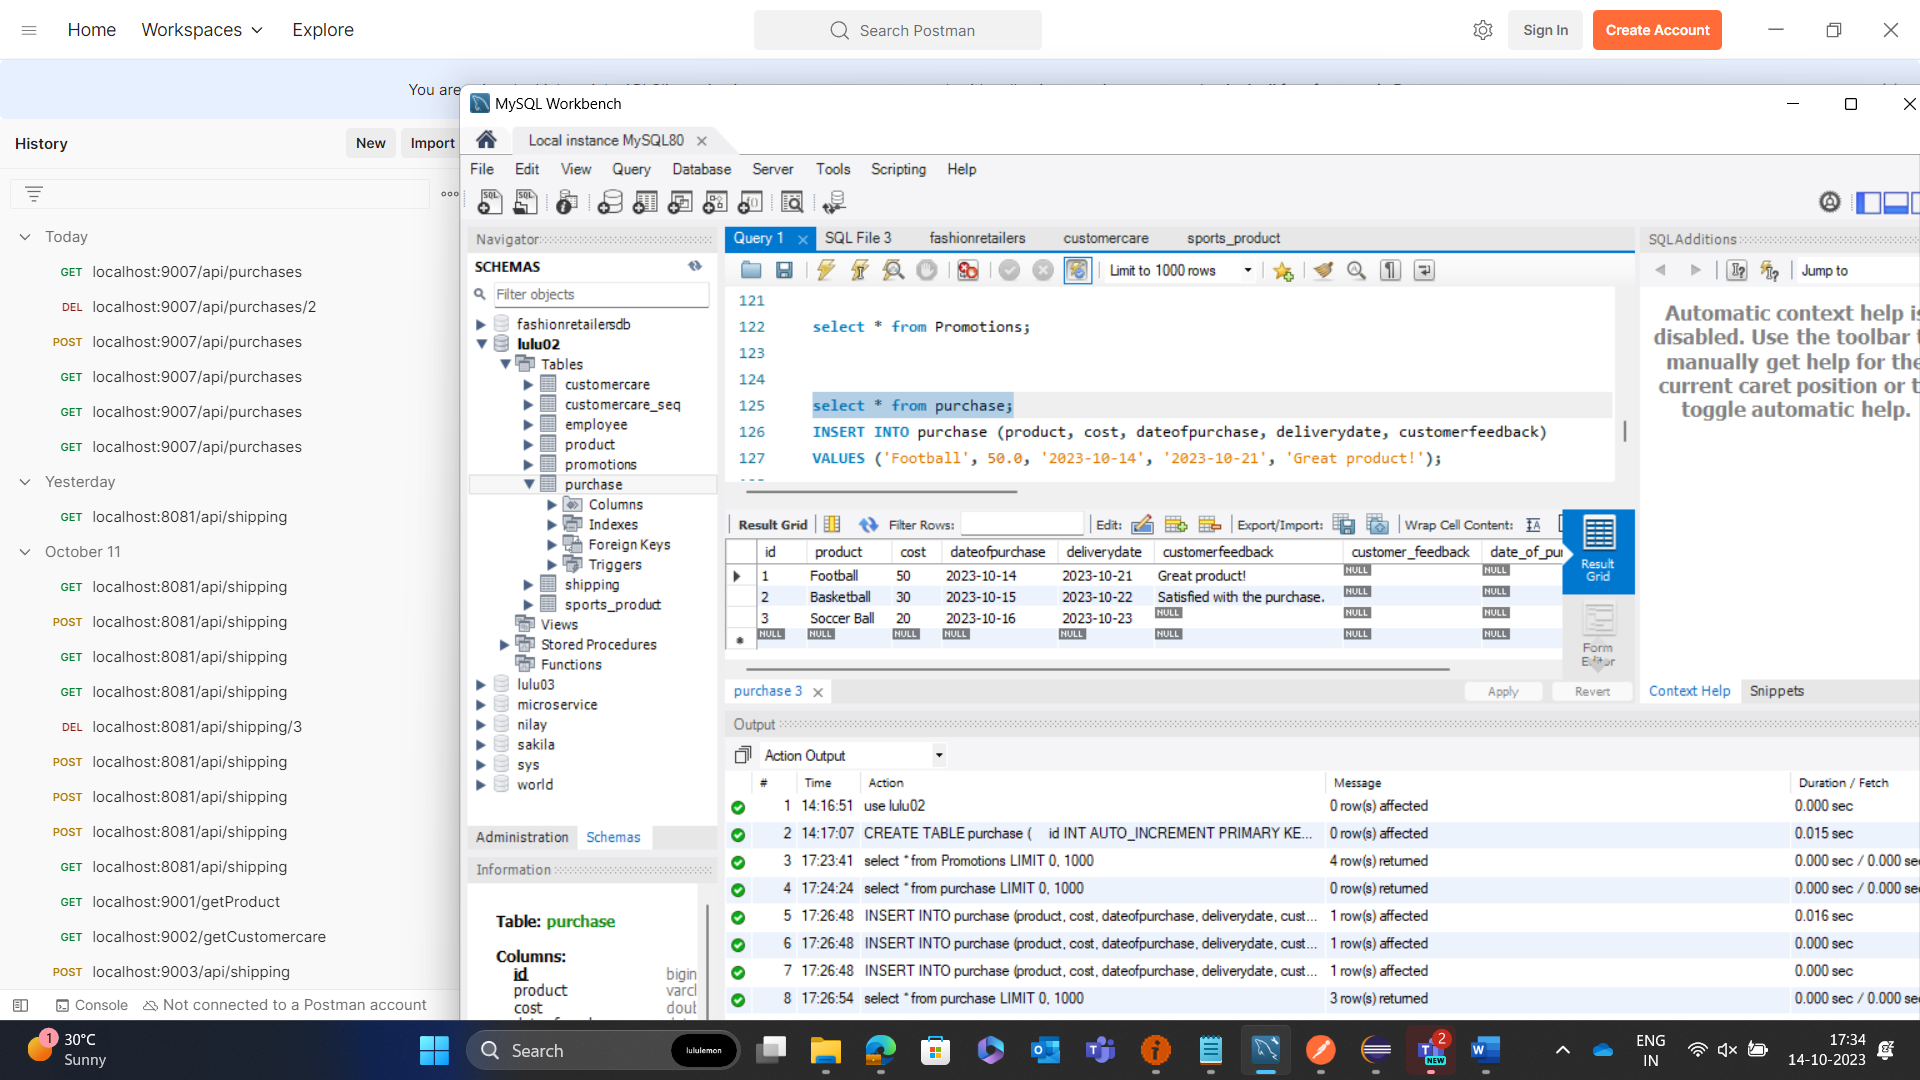 Home
Workspaces
Explore
Search Postman
Sign In
Create Account
You are
History
New
Import
Today
GET localhost:9007/api/purchases
DEL localhost:9007/api/purchases/2
POST localhost:9007/api/purchases
GET localhost:9007/api/purchases
GET localhost:9007/api/purchases
GET localhost:9007/api/purchases
Yesterday
GET localhost:8081/api/shipping
October 11
GET localhost:8081/api/shipping
POST localhost:8081/api/shipping
GET localhost:8081/api/shipping
GET localhost:8081/api/shipping
DEL localhost:8081/api/shipping/3
POST localhost:8081/api/shipping
POST localhost:8081/api/shipping
POST localhost:8081/api/shipping
GET localhost:8081/api/shipping
GET localhost:9001/getProduct
GET localhost:9002/getCustomercare
POST localhost:9003/api/shipping
Console
Not connected to a Postman account
MySQL Workbench
Local instance MySQL80
File Edit View Query Database Server Tools Scripting Help
Navigator
SCHEMAS
Filter objects
fashionretailersdb
lulu02
Tables
customercare
customercare_seq
employee
product
promotions
purchase
Columns
Indexes
Foreign Keys
Triggers
shipping
sports_product
Views
Stored Procedures
Functions
lulu03
microservice
nilay
sakila
sys
world
Administration Schemas
Information
Table: purchase
Columns:
id bigin
product varch
cost doub
Query 1 SQL File 3 fashionretailers customercare sports_product
Limit to 1000 rows
121
122 select * from Promotions;
123
124
125 select * from purchase;
126 INSERT INTO purchase (product, cost, dateofpurchase, deliverydate, customerfeedback)
127 VALUES ('Football', 50.0, '2023-10-14', '2023-10-21', 'Great product!');
Result Grid Filter Rows: Edit: Export/Import: Wrap Cell Content:
id product cost dateofpurchase deliverydate customerfeedback customer_feedback date_of_pur
1 Football 50 2023-10-14 2023-10-21 Great product! NULL NULL
2 Basketball 30 2023-10-15 2023-10-22 Satisfied with the purchase. NULL NULL
3 Soccer Ball 20 2023-10-16 2023-10-23 NULL NULL NULL
NULL NULL NULL NULL NULL NULL NULL NULL
Result
Grid
Form
Editor
purchase 3
Apply
Revert
SQLAdditions
Jump to
Automatic context help is
disabled. Use the toolbar t
manually get help for the
current caret position or t
toggle automatic help.
Context Help Snippets
Output
Action Output
# Time Action Message Duration / Fetch
1 14:16:51 use lulu02 0 row(s) affected 0.000 sec
2 14:17:07 CREATE TABLE purchase ( id INT AUTO_INCREMENT PRIMARY KE... 0 row(s) affected 0.015 sec
3 17:23:41 select * from Promotions LIMIT 0, 1000 4 row(s) returned 0.000 sec / 0.000 sec
4 17:24:24 select * from purchase LIMIT 0, 1000 0 row(s) returned 0.000 sec / 0.000 sec
5 17:26:48 INSERT INTO purchase (product, cost, dateofpurchase, deliverydate, cust... 1 row(s) affected 0.016 sec
6 17:26:48 INSERT INTO purchase (product, cost, dateofpurchase, deliverydate, cust... 1 row(s) affected 0.000 sec
7 17:26:48 INSERT INTO purchase (product, cost, dateofpurchase, deliverydate, cust... 1 row(s) affected 0.000 sec
8 17:26:54 select * from purchase LIMIT 0, 1000 3 row(s) returned 0.000 sec / 0.000 sec
1
30°C
Sunny
Search
lululemon
2
NEW
ENG
IN
17:34
14-10-2023